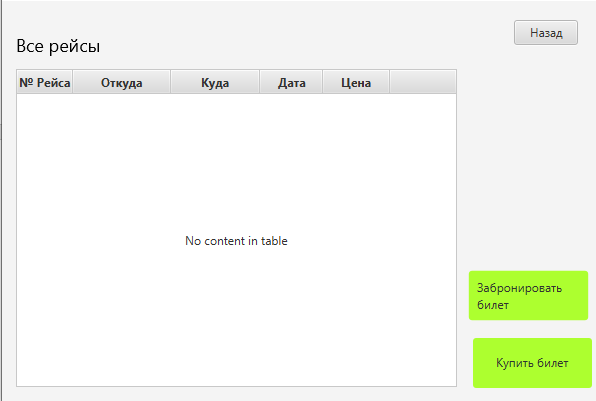 Назад
Все рейсы
№ Рейса Откуда Куда Дата Цена
No content in table
Забронировать
билет
Купить билет